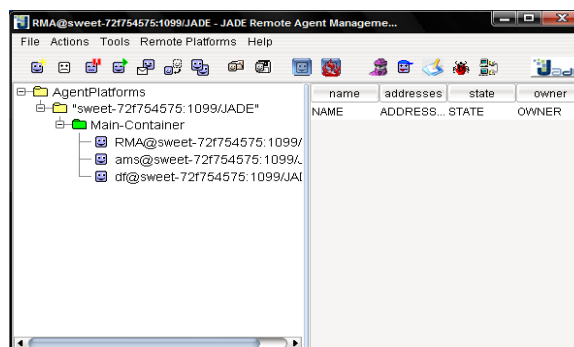 RMA@sweet-72f754575:1099/JADE - JADE Remote Agent Manageme...
File Actions Tools Remote Platforms Help
Jad
AgentPlatforms
"sweet-72f754575:1099/JADE"
Main-Container
RMA@sweet-72f754575:1099/
ams@sweet-72f754575:1099/
df@sweet-72f754575:1099/JA
name addresses state owner
NAME ADDRESS... STATE OWNER